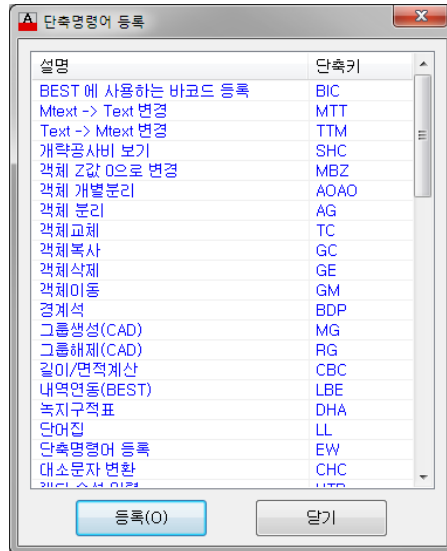 단축명령어 등록
설명 단축키
BEST 에 사용하는 바코드 등록 BIC
Mtext -> Text 변경 MTT
Text -> Mtext 변경 TTM
개략공사비 보기 SHC
객체 Z값 0으로 변경 MBZ
객체 개별분리 AOAO
객체 분리 AG
객체교체 TC
객체복사 GC
객체삭제 GE
객체이동 GM
경계석 BDP
그룹생성(CAD) MG
그룹해제(CAD) RG
길이/면적계산 CBC
내역연동(BEST) LBE
녹지구적표 DHA
단어집 LL
단축명령어 등록 EW
대소문자 변환 CHC
등록(O) 닫기